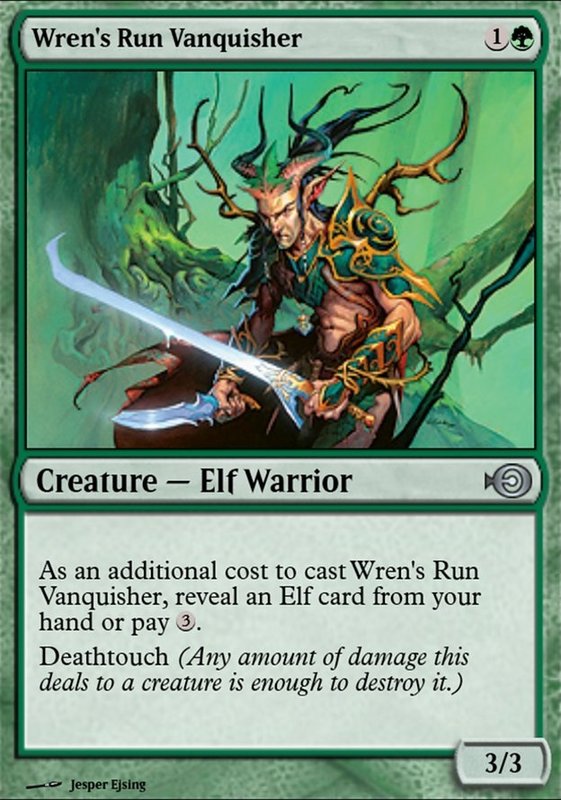 Wren's Run Vanquisher 1
Creature — Elf Warrior
As an additional cost to cast Wren's Run
Vanquisher, reveal an Elf card from your
hand or pay 3.
Deathtouch (Any amount of damage this
deals to a creature is enough to destroy it.)
3/3
Jesper Ejsing